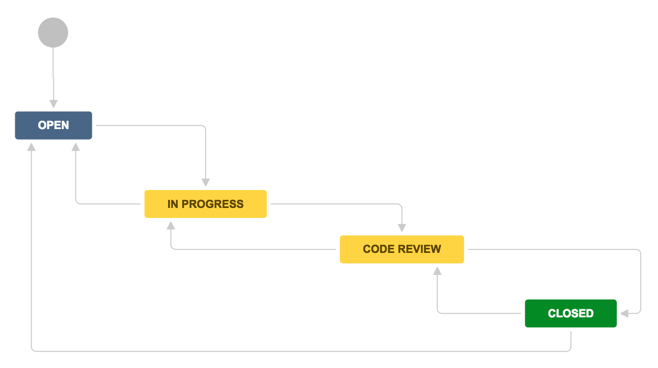 OPEN
IN PROGRESS
CODE REVIEW
CLOSED